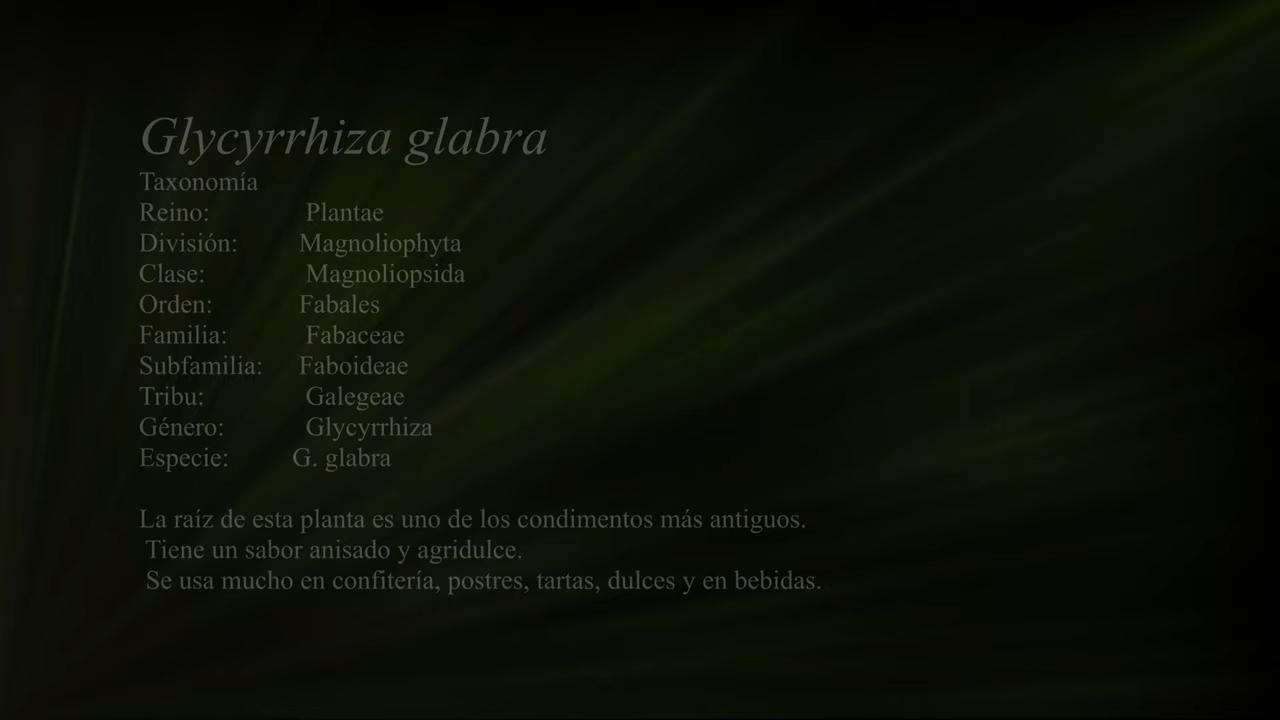 Glycyrrhiza glabra
Taxonomía
Reino: Plantae
División: Magnoliophyta
Clase: Magnoliopsida
Orden: Fabales
Familia: Fabaceae
Subfamilia: Faboideae
Tribu: Galegeae
Género: Glycyrrhiza
Especie: G. glabra
La raíz de esta planta es uno de los condimentos más antiguos.
Tiene un sabor anisado y agridulce.
Se usa mucho en confitería, postres, tartas, dulces y en bebidas.